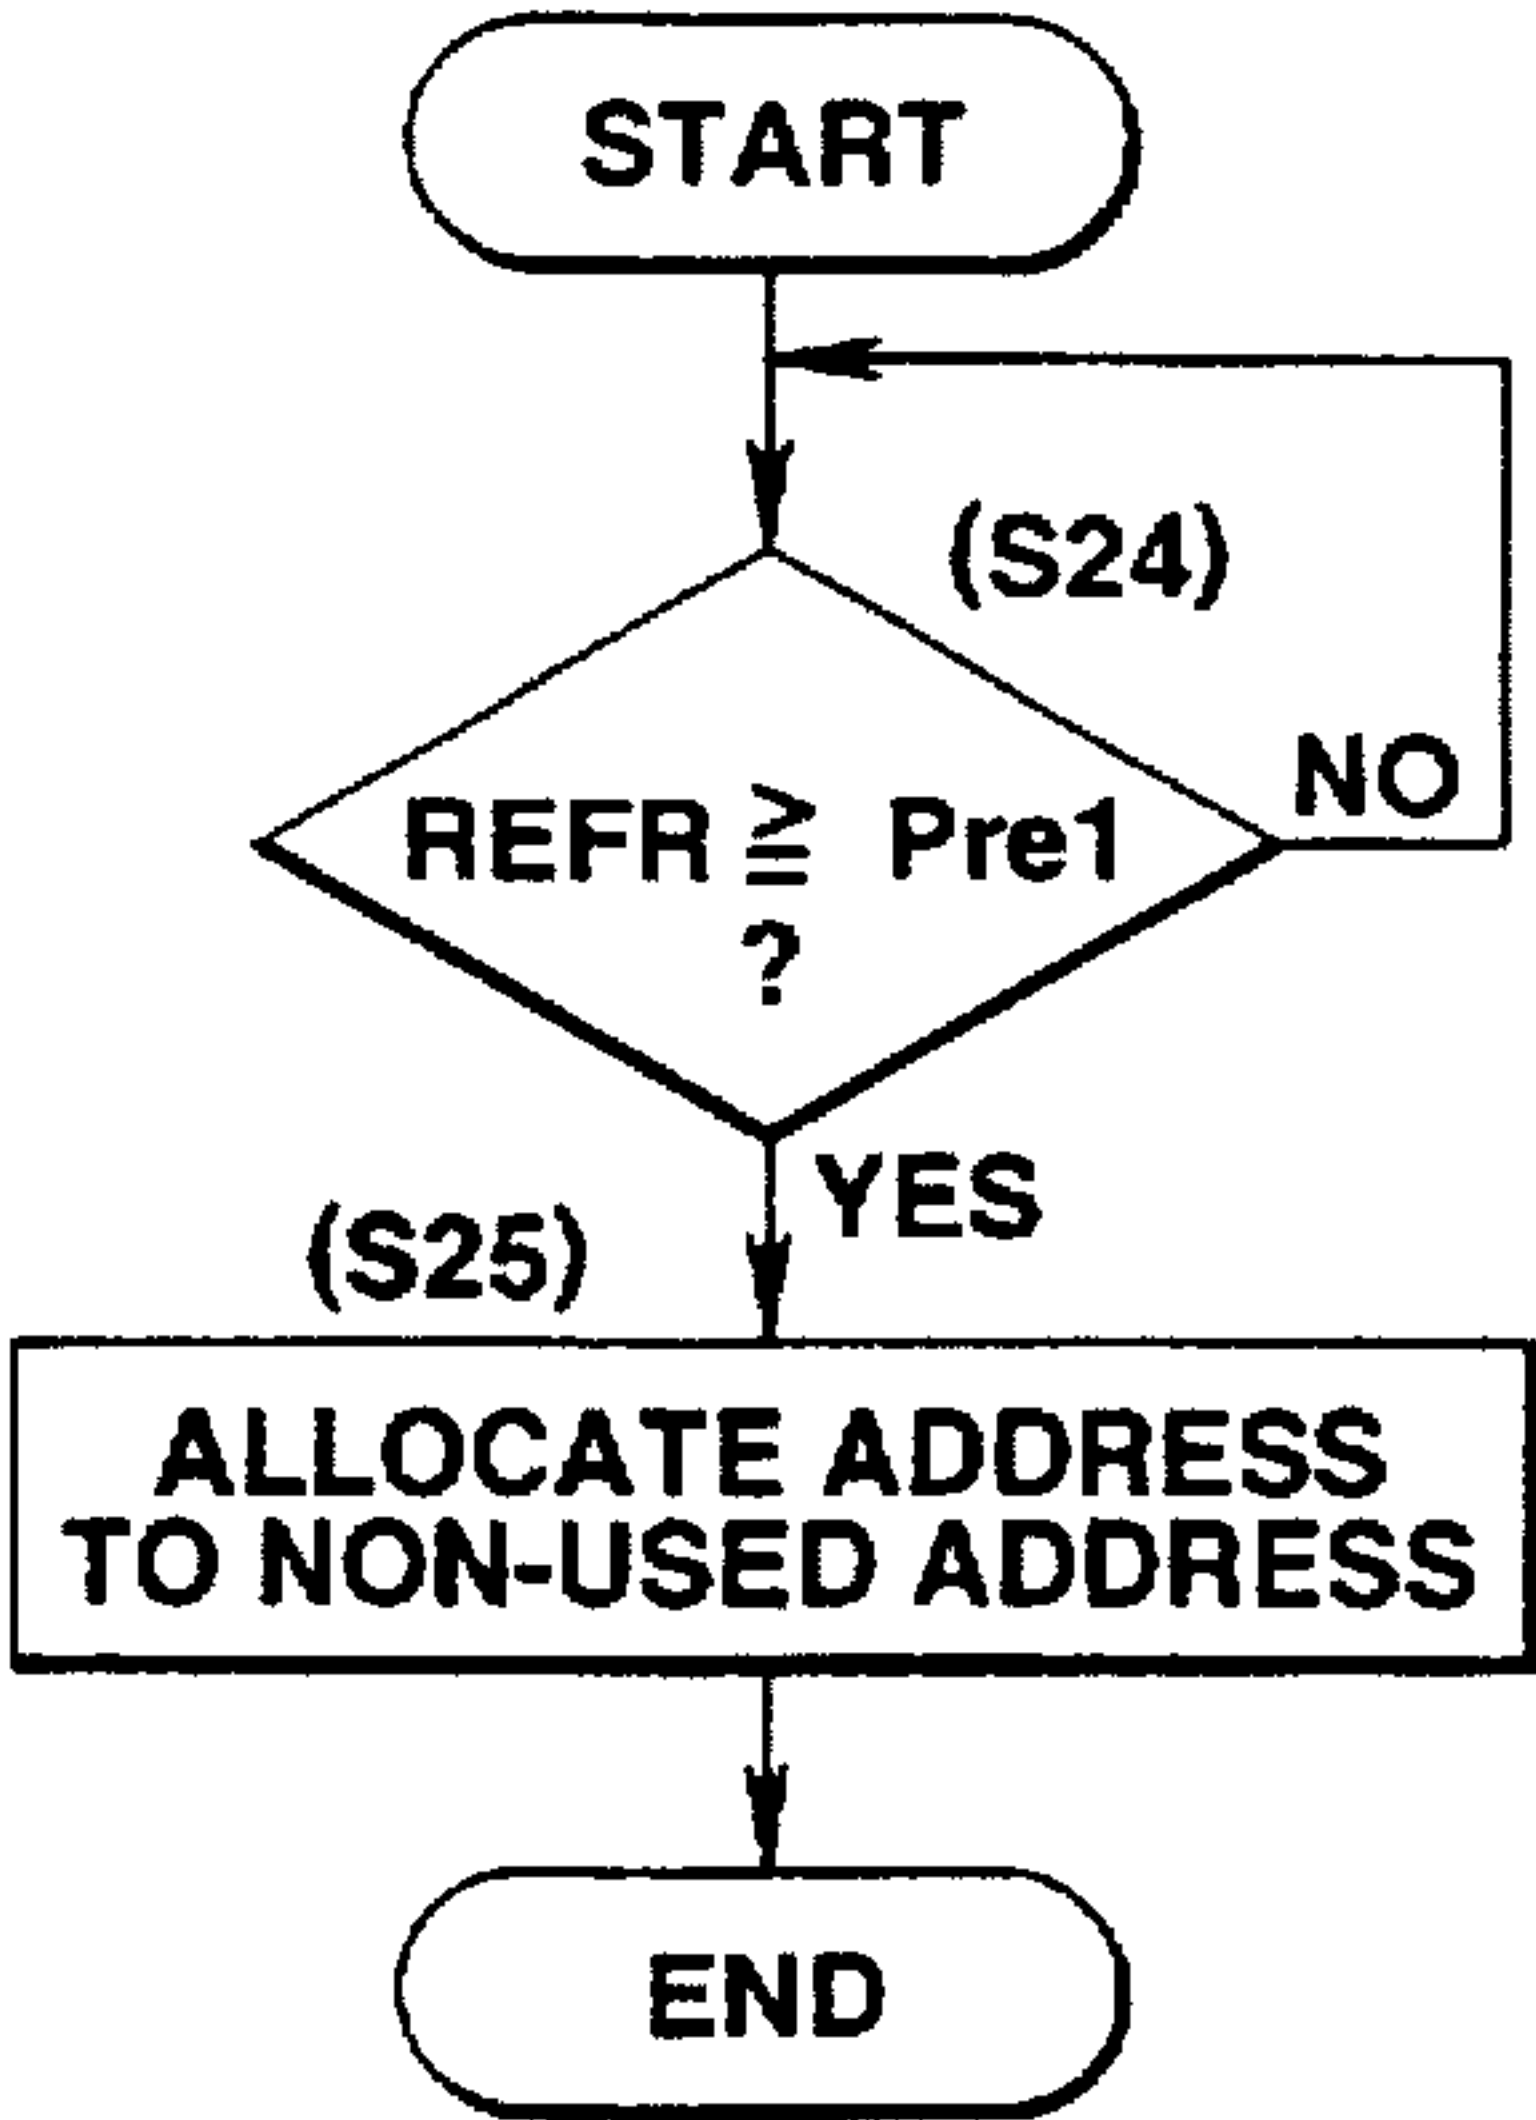 START
(S24)
NO
REFR ≧ Pre1
?
YES
(S25)
ALLOCATE ADDRESS
TO NON-USED ADDRESS
END